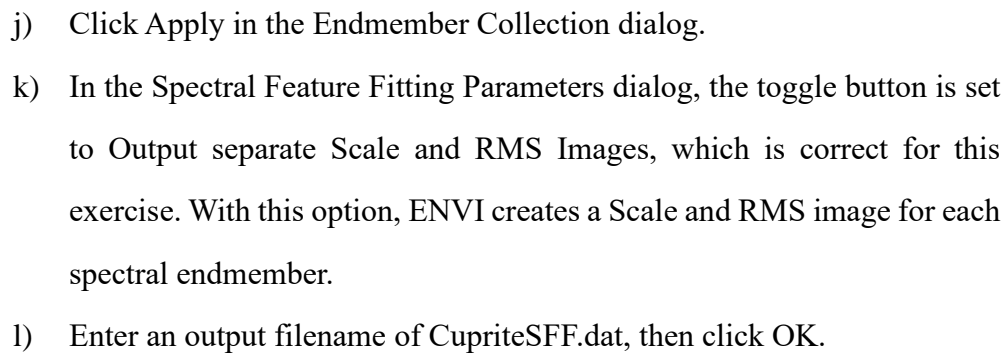 j) Click Apply in the Endmember Collection dialog.
k) In the Spectral Feature Fitting Parameters dialog, the toggle button is set
to Output separate Scale and RMS Images, which is correct for this
exercise. With this option, ENVI creates a Scale and RMS image for each
spectral endmember.
l) Enter an output filename of CupriteSFF.dat, then click OK.